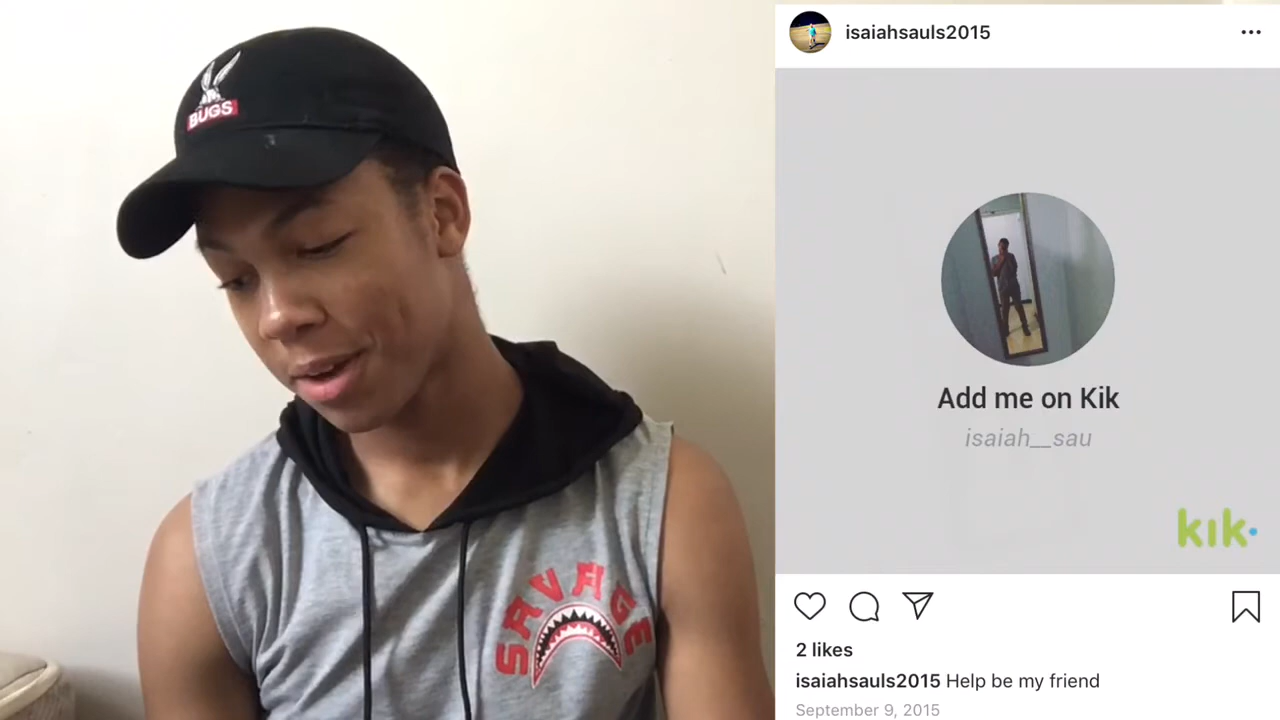 BUGS
SAVAGE
isaiahsauls2015
Add me on Kik
isaiah__sau
kik
2 likes
isaiahsauls2015 Help be my friend
September 9, 2015